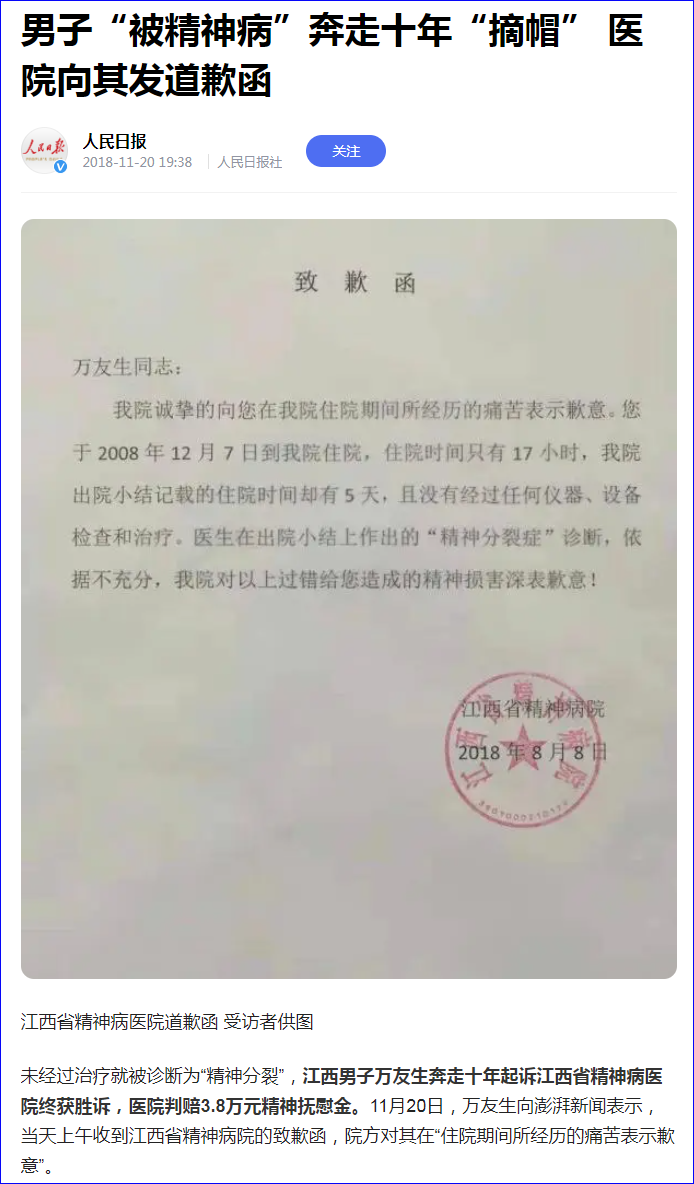 男子“被精神病”奔走十年“摘帽” 医
院向其发道歉函
人民日报
人民日报
2018-11-20 19:38
人民日报社
关注
致 歉 函
万友生同志：
我院诚挚的向您在我院住院期间所经历的痛苦表示歉意。您
于 2008 年 12 月 7 日到我院住院，住院时间只有 17 小时，我院
出院小结记载的住院时间却有 5 天，且没有经过任何仪器、设备
检查和治疗。医生在出院小结上作出的“精神分裂症”诊断，依
据不充分，我院对以上过错给您造成的精神损害深表歉意！
江西省精神病院
2018 年 8 月 8 日
江西省精神病院
江西省精神病医院道歉函 受访者供图
未经过治疗就被诊断为“精神分裂”，江西男子万友生奔走十年起诉江西省精神病医
院终获胜诉，医院判赔3.8万元精神抚慰金。11月20日，万友生向澎湃新闻表示，
当天上午收到江西省精神病院的致歉函，院方对其在“住院期间所经历的痛苦表示歉
意”。